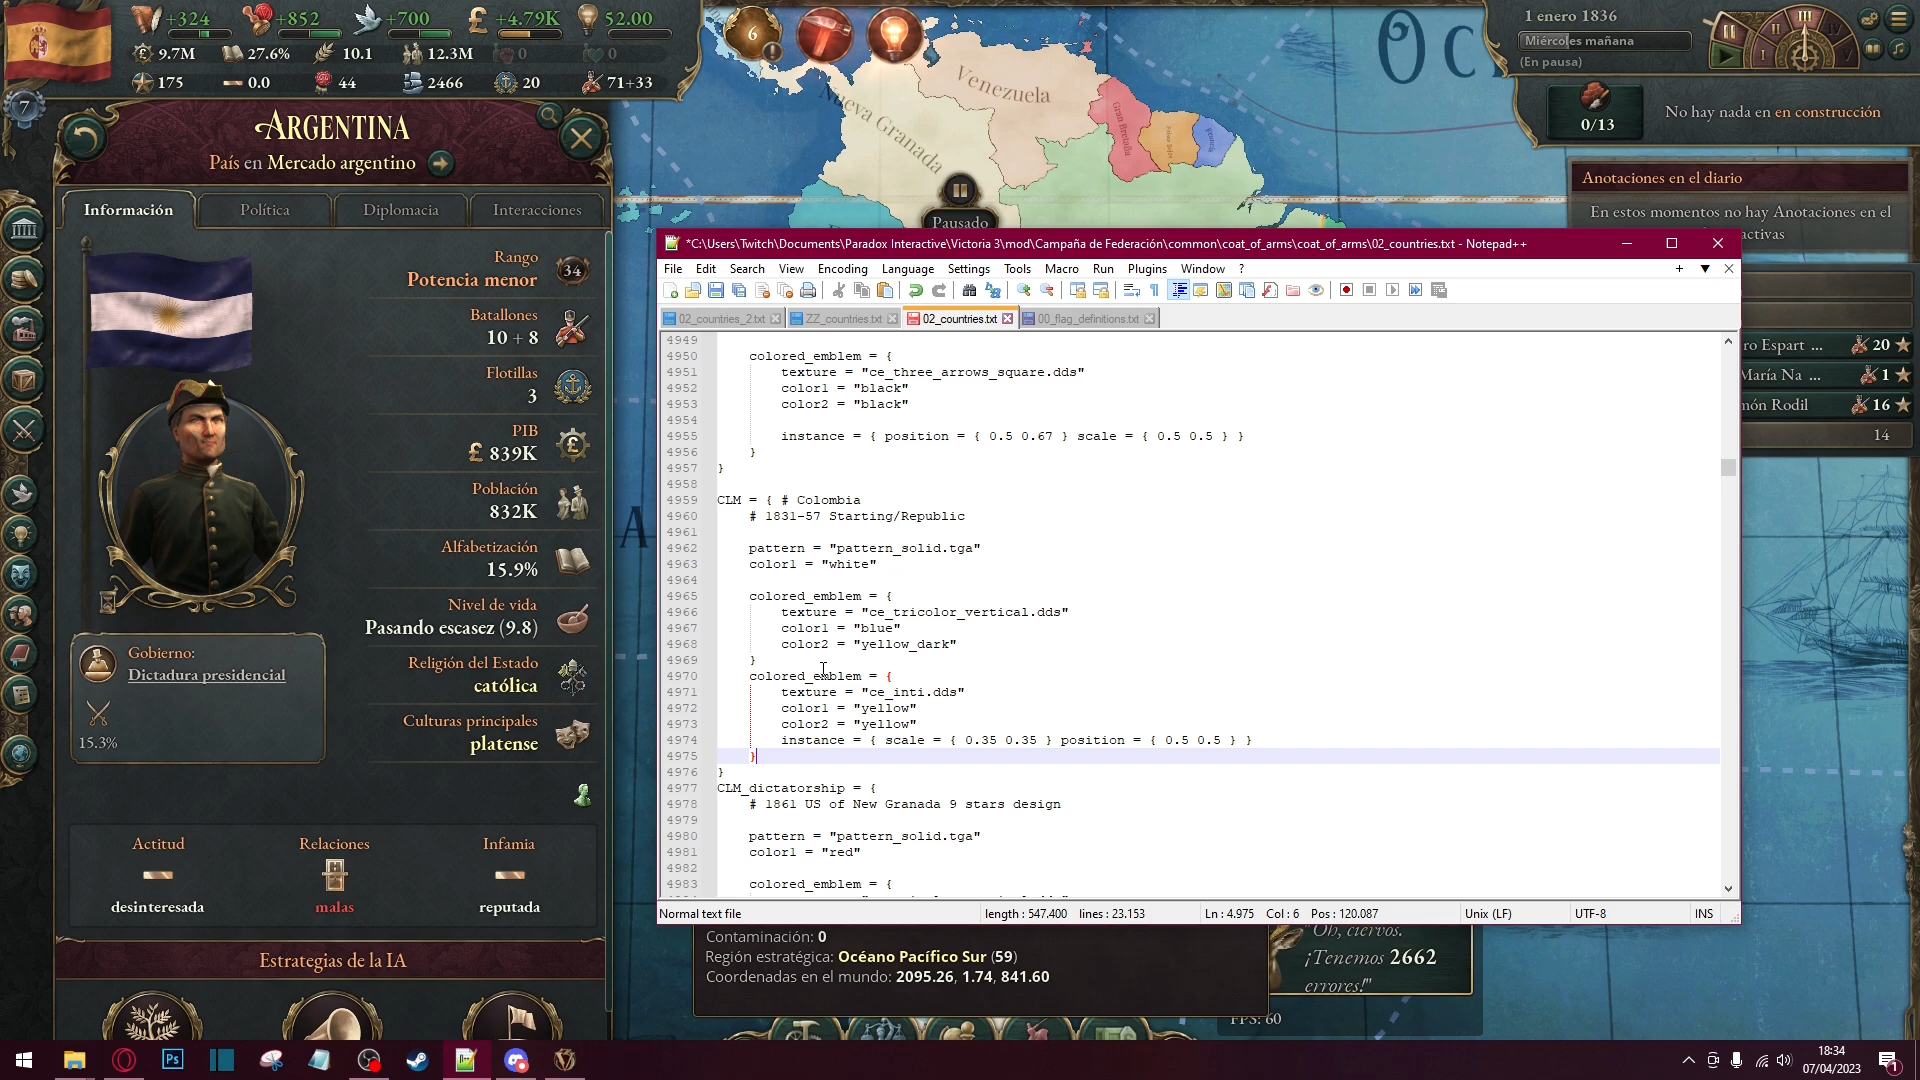 +324
+852
+700
+4.79K
52.00
9.7M
27.6%
10.1
12.3M
0
0
175
0.0
44
2466
20
71+33
7
6
1 enero 1836
Miércoles mañana
(En pausa)
0/13
No hay nada en en construcción
Anotaciones en el diario
En estos momentos no hay Anotaciones en el
activas
Venezuela
Nueva Granada
Gran Bretaña
Pausado
ARGENTINA
País en Mercado argentino
Información
Política
Diplomacia
Interacciones
Rango
Potencia menor
34
Batallones
10 + 8
Flotillas
3
PIB
£ 839K
Población
832K
Alfabetización
15.9%
Nivel de vida
Pasando escasez (9.8)
Religión del Estado
católica
Culturas principales
platense
Gobierno:
Dictadura presidencial
15.3%
Actitud
Relaciones
Infamia
desinteresada
malas
reputada
Estrategias de la IA
*C:\Users\Twitch\Documents\Paradox Interactive\Victoria 3\mod\Campaña de Federación\common\coat_of_arms\coat_of_arms\02_countries.txt - Notepad++
File Edit Search View Encoding Language Settings Tools Macro Run Plugins Window ?
02_countries_2.txt
ZZ_countries.txt
02_countries.txt
00_flag_definitions.txt
4949
4950 colored_emblem = {
4951 texture = "ce_three_arrows_square.dds"
4952 color1 = "black"
4953 color2 = "black"
4954
4955 instance = { position = { 0.5 0.67 } scale = { 0.5 0.5 } }
4956 }
4957 }
4958
4959 CLM = { # Colombia
4960 # 1831-57 Starting/Republic
4961
4962 pattern = "pattern_solid.tga"
4963 color1 = "white"
4964
4965 colored_emblem = {
4966 texture = "ce_tricolor_vertical.dds"
4967 color1 = "blue"
4968 color2 = "yellow_dark"
4969 }
4970 colored_emblem = {
4971 texture = "ce_inti.dds"
4972 color1 = "yellow"
4973 color2 = "yellow"
4974 instance = { scale = { 0.35 0.35 } position = { 0.5 0.5 } }
4975 }
4976 }
4977 CLM_dictatorship = {
4978 # 1861 US of New Granada 9 stars design
4979
4980 pattern = "pattern_solid.tga"
4981 color1 = "red"
4982
4983 colored_emblem = {
Normal text file
length : 547.400 lines : 23.153
Ln : 4.975 Col : 6 Pos : 120.087
Unix (LF)
UTF-8
INS
ro Espart ...
20
María Na ...
1
món Rodil
16
14
Contaminación: 0
Región estratégica: Océano Pacífico Sur (59)
Coordenadas en el mundo: 2095.26, 1.74, 841.60
"Oh, ciervos.
¡Tenemos 2662
errores!"
FPS: 60
18:34
07/04/2023
1